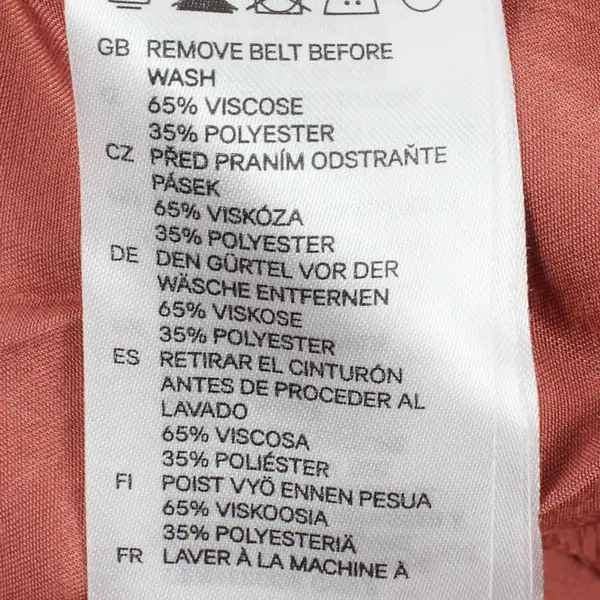 GB REMOVE BELT BEFORE
WASH
65% VISCOSE
35% POLYESTER
CZ PŘED PRANÍM ODSTRAŇTE
PÁSEK
65% VISKÓZA
35% POLYESTER
DE DEN GÜRTEL VOR DER
WÄSCHE ENTFERNEN
65% VISKOSE
35% POLYESTER
ES RETIRAR EL CINTURÓN
ANTES DE PROCEDER AL
LAVADO
65% VISCOSA
35% POLIÉSTER
FI POIST VYÖ ENNEN PESUA
65% VISKOOSIA
35% POLYESTERIÄ
FR LAVER À LA MACHINE À